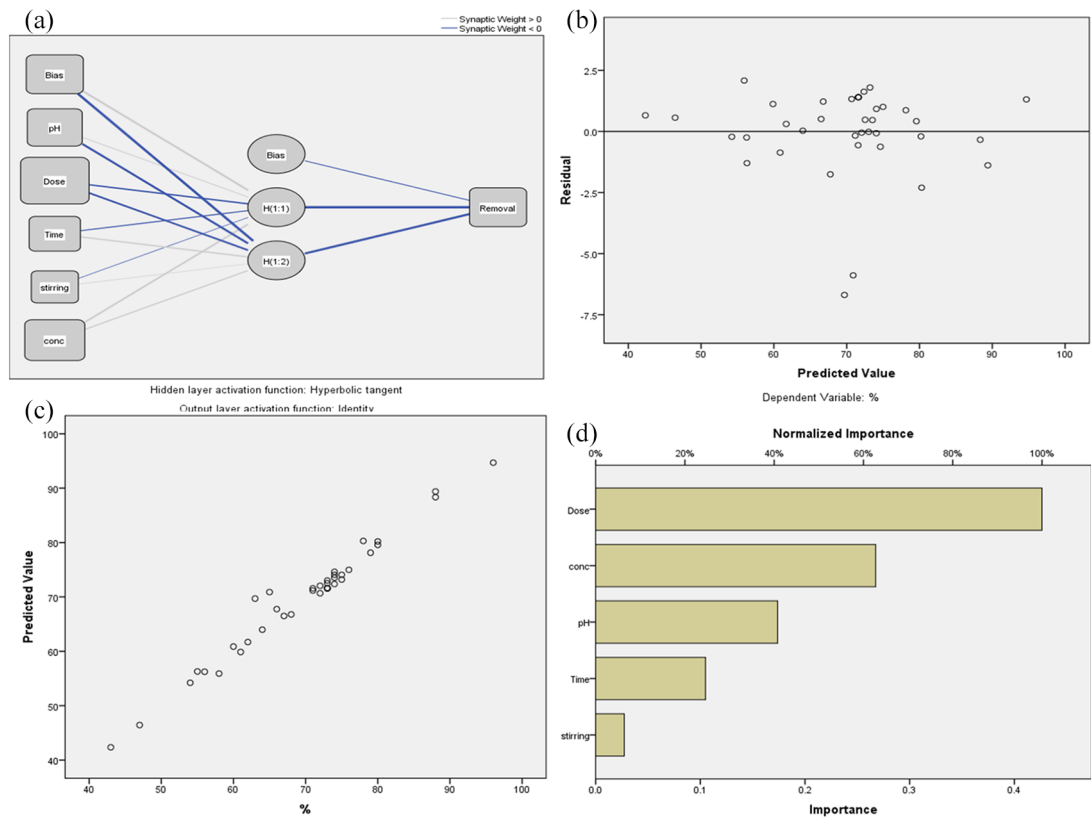 (a)
Synaptic Weight > 0
Synaptic Weight < 0
Bias
pH
Dose
Time
stirring
conc
Bias
H(1:1)
H(1:2)
Removal
Hidden layer activation function: Hyperbolic tangent
Output layer activation function: Identity
(b)
Residual
2.5
0.0
-2.5
-5.0
-7.5
40 50 60 70 80 90 100
Predicted Value
Dependent Variable: %
(c)
Predicted Value
100
90
80
70
60
50
40
40 50 60 70 80 90 100
%
(d)
Normalized Importance
0% 20% 40% 60% 80% 100%
Dose
conc
pH
Time
stirring
0.0 0.1 0.2 0.3 0.4
Importance